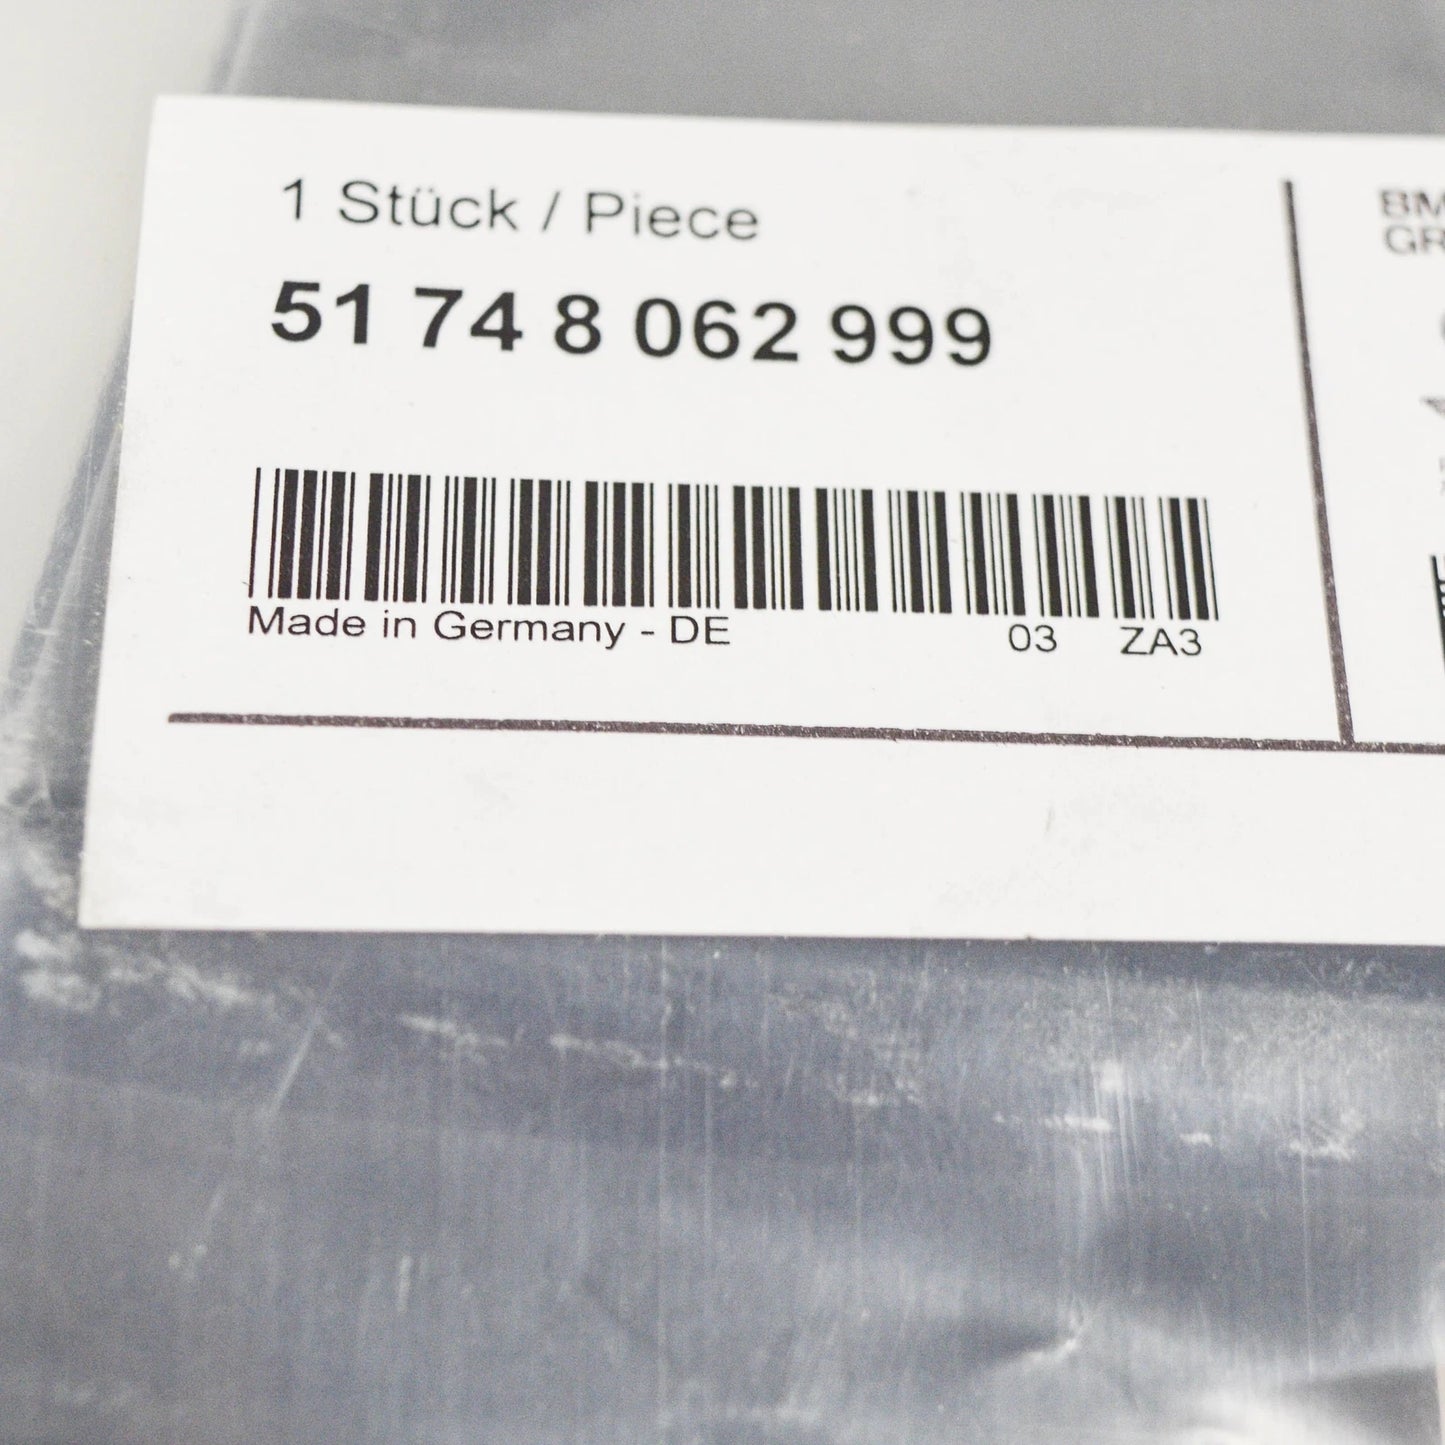 1 Stück / Piece
51 74 8 062 999
Made in Germany - DE 03 ZA3